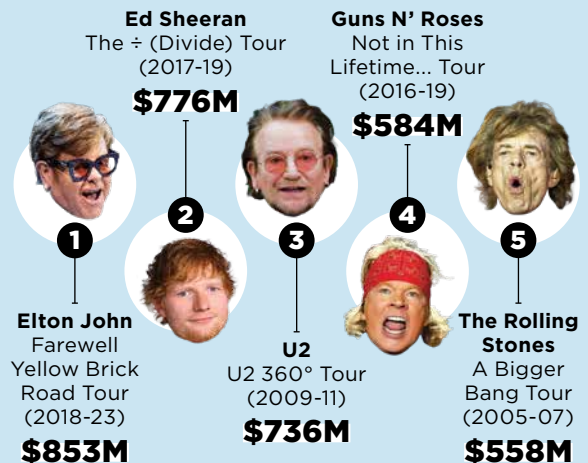 Ed Sheeran
The ÷ (Divide) Tour
(2017-19)
$776M
Guns N’ Roses
Not in This
Lifetime... Tour
(2016-19)
$584M
1
2
3
4
5
Elton John
Farewell
Yellow Brick
Road Tour
(2018-23)
$853M
U2
U2 360° Tour
(2009-11)
$736M
The Rolling
Stones
A Bigger
Bang Tour
(2005-07)
$558M